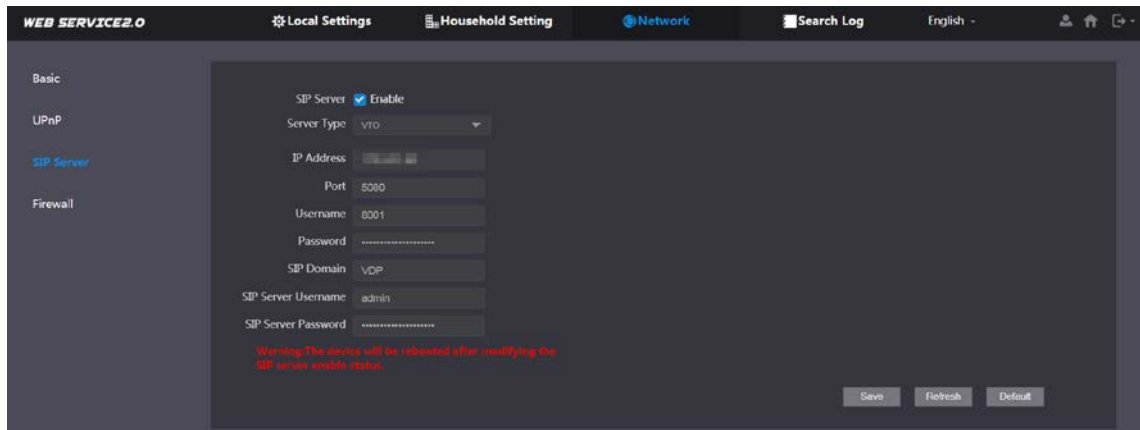 WEB SERVICE2.0 Local Settings Household Setting Network Search Log English
Basic
UPnP
SIP Server
Firewall
SIP Server Enable
Server Type VTO
IP Address
Port 5080
Username 8001
Password
SIP Domain VDP
SIP Server Username admin
SIP Server Password
Warning:The device will be rebooted after modifying the
SIP server enable status.
Save Refresh Default